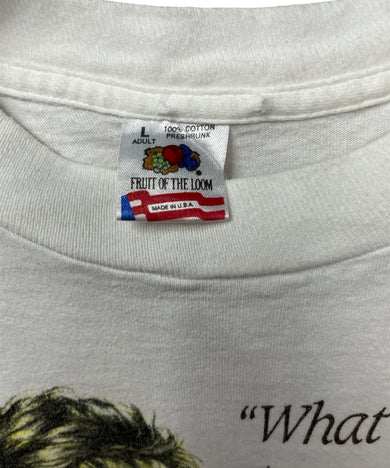 L
ADULT
100% COTTON
PRESHRUNK
FRUIT OF THE LOOM
MADE IN U.S.A.
"What